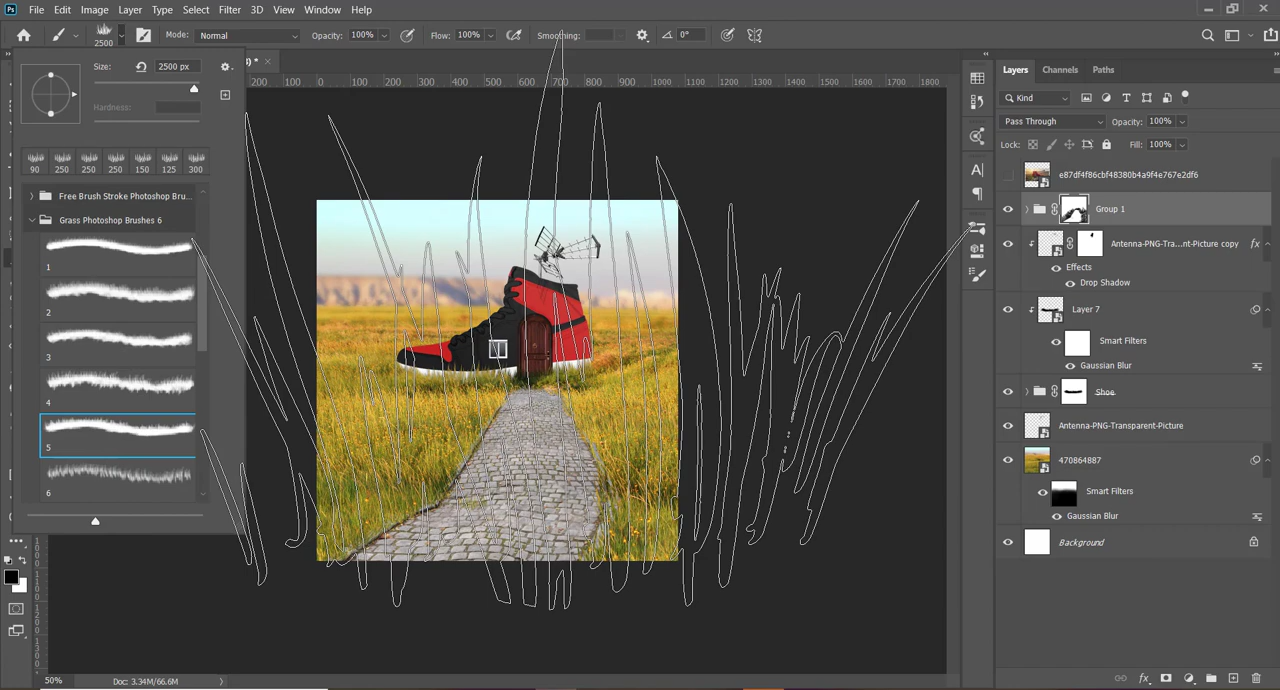 Ps File Edit Image Layer Type Select Filter 3D View Window Help
2500 Mode: Normal Opacity: 100% Flow: 100% Smoothing: 0°
Size: 2500 px
Hardness:
90 250 250 250 150 125 300
Free Brush Stroke Photoshop Bru...
Grass Photoshop Brushes 6
1
2
3
4
5
6
) * ×
200 0 100 200 300 400 500 600 700 800 900 1000 1100 1200 1300 1400 1500 1600 1700 1800
50% Doc: 3.34M/66.6M
Layers Channels Paths
Kind
Pass Through Opacity: 100%
Lock: Fill: 100%
e87df4f86cbf48380b4a9f4e767e2df6
Group 1
Antenna-PNG-Tra...nt-Picture copy fx
Effects
Drop Shadow
Layer 7
Smart Filters
Gaussian Blur
Shoe
Antenna-PNG-Transparent-Picture
470864887
Smart Filters
Gaussian Blur
Background
fx